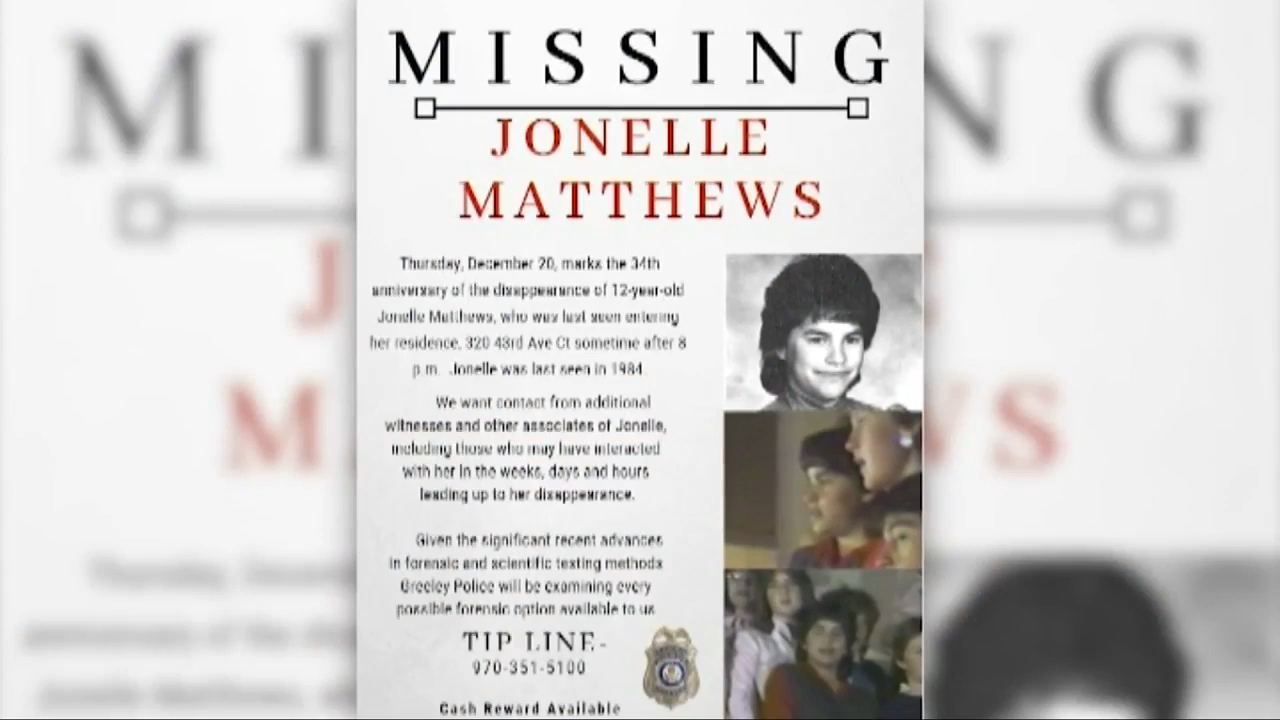 MISSING
JONELLE
MATTHEWS
Thursday, December 20, marks the 34th
anniversary of the disappearance of 12-year-old
Jonelle Matthews, who was last seen entering
her residence, 320 43rd Ave Ct sometime after 8
p.m. Jonelle was last seen in 1984.
We want contact from additional
witnesses and other associates of Jonelle,
including those who may have interacted
with her in the weeks, days and hours
leading up to her disappearance.
Given the significant recent advances
in forensic and scientific testing methods
Greeley Police will be examining every
possible forensic option available to us.
TIP LINE-
970-351-5100
Cash Reward Available